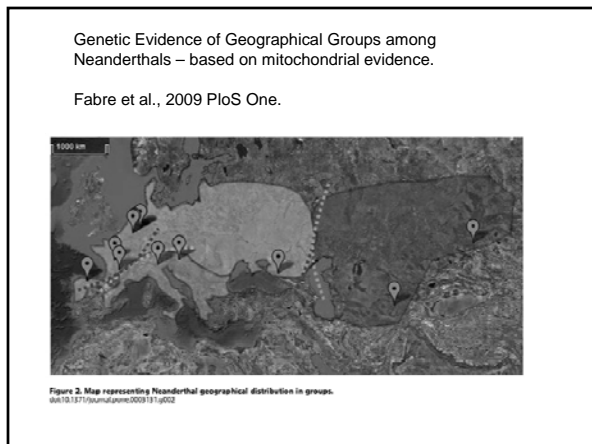 Genetic Evidence of Geographical Groups among
Neanderthals – based on mitochondrial evidence.
Fabre et al., 2009 PloS One.
1000 km
Figure 2. Map representing Neanderthal geographical distribution in groups.